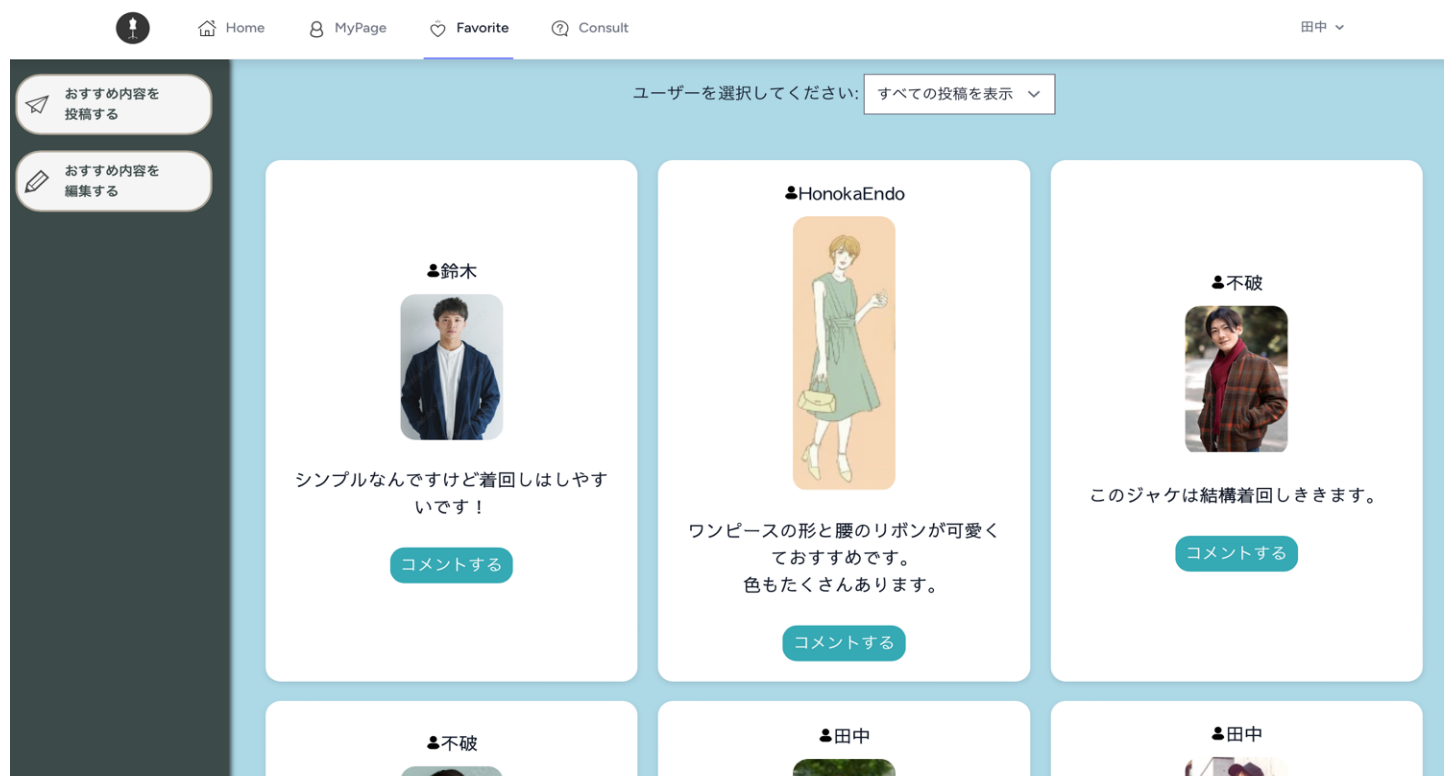 Home
MyPage
Favorite
Consult
田中
おすすめ内容を
投稿する
おすすめ内容を
編集する
ユーザーを選択してください: すべての投稿を表示
鈴木
シンプルなんですけど着回しはしやす
いです！
コメントする
HonokaEndo
ワンピースの形と腰のリボンが可愛く
ておすすめです。
色もたくさんあります。
コメントする
不破
このジャケは結構着回しききます。
コメントする
不破
田中
田中